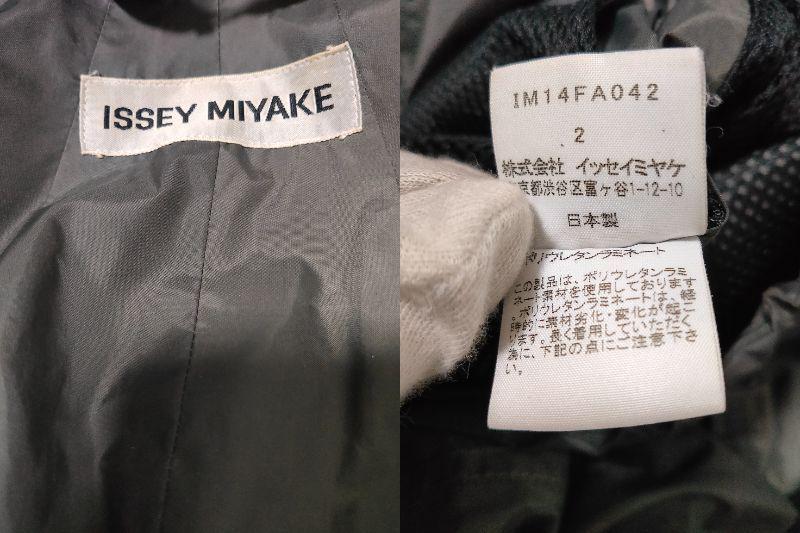 ISSEY MIYAKE
IM14FA042
2
株式会社 イッセイミヤケ
京都渋谷区富ヶ谷1-12-10
日本製
ポリウレタンラミネート
この製品は、ポリウレタンラミ
ネート素材を使用しております
。ポリウレタンラミネートは、経
時的に素材劣化・変化が起こ
ります。長く着用していただく
為に、下記の点にご注意下さ
い。